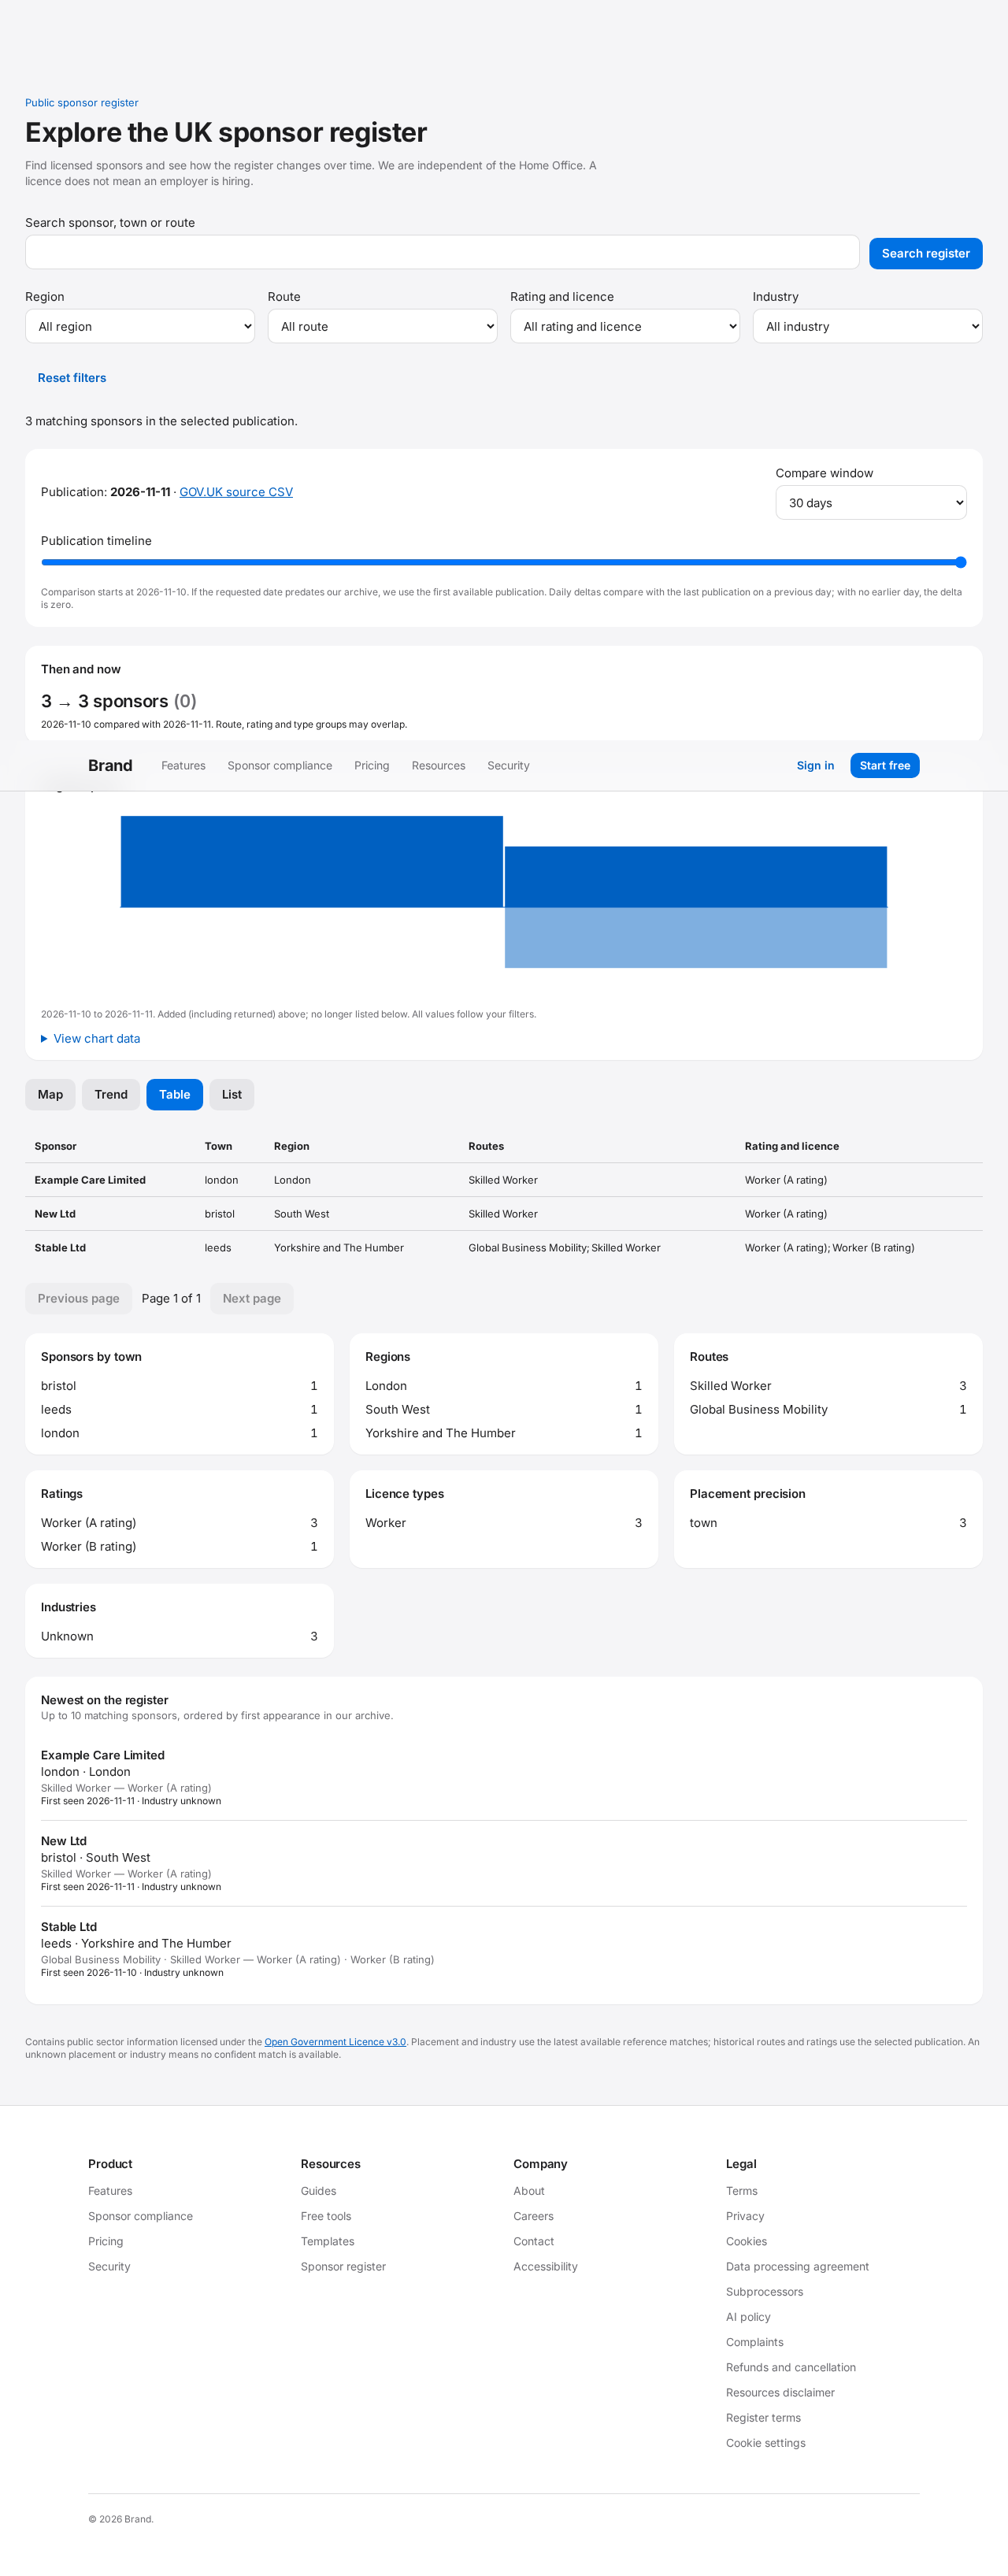 Public sponsor register
Explore the UK sponsor register
Find licensed sponsors and see how the register changes over time. We are independent of the Home Office. A
licence does not mean an employer is hiring.
Search sponsor, town or route
Search register
Region
Route
Rating and licence
Industry
All region
All route
All rating and licence
All industry
Reset filters
3 matching sponsors in the selected publication.
Compare window
Publication: 2026-11-11 · GOV.UK source CSV
30 days
Publication timeline
Comparison starts at 2026-11-10. If the requested date predates our archive, we use the first available publication. Daily deltas compare with the last publication on a previous day; with no earlier day, the delta
is zero.
Then and now
3 → 3 sponsors (0)
2026-11-10 compared with 2026-11-11. Route, rating and type groups may overlap.
Brand Features Sponsor compliance Pricing Resources Security Sign in Start free
2026-11-10 to 2026-11-11. Added (including returned) above; no longer listed below. All values follow your filters.
View chart data
Map Trend Table List
Sponsor Town Region Routes Rating and licence
Example Care Limited london London Skilled Worker Worker (A rating)
New Ltd bristol South West Skilled Worker Worker (A rating)
Stable Ltd leeds Yorkshire and The Humber Global Business Mobility; Skilled Worker Worker (A rating); Worker (B rating)
Previous page Page 1 of 1 Next page
Sponsors by town
bristol 1
leeds 1
london 1
Regions
London 1
South West 1
Yorkshire and The Humber 1
Routes
Skilled Worker 3
Global Business Mobility 1
Ratings
Worker (A rating) 3
Worker (B rating) 1
Licence types
Worker 3
Placement precision
town 3
Industries
Unknown 3
Newest on the register
Up to 10 matching sponsors, ordered by first appearance in our archive.
Example Care Limited
london · London
Skilled Worker — Worker (A rating)
First seen 2026-11-11 · Industry unknown
New Ltd
bristol · South West
Skilled Worker — Worker (A rating)
First seen 2026-11-11 · Industry unknown
Stable Ltd
leeds · Yorkshire and The Humber
Global Business Mobility · Skilled Worker — Worker (A rating) · Worker (B rating)
First seen 2026-11-10 · Industry unknown
Contains public sector information licensed under the Open Government Licence v3.0. Placement and industry use the latest available reference matches; historical routes and ratings use the selected publication. An
unknown placement or industry means no confident match is available.
Product
Features
Sponsor compliance
Pricing
Security
Resources
Guides
Free tools
Templates
Sponsor register
Company
About
Careers
Contact
Accessibility
Legal
Terms
Privacy
Cookies
Data processing agreement
Subprocessors
AI policy
Complaints
Refunds and cancellation
Resources disclaimer
Register terms
Cookie settings
© 2026 Brand.